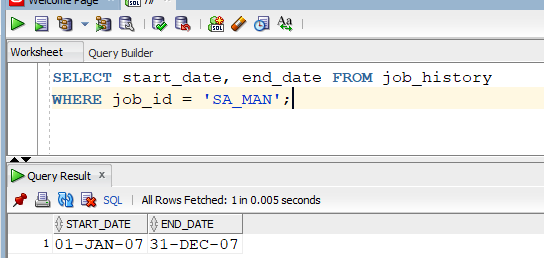 Welcome Page
Worksheet Query Builder
SELECT start_date, end_date FROM job_history
WHERE job_id = 'SA_MAN';
Query Result x
SQL | All Rows Fetched: 1 in 0.005 seconds
START_DATE END_DATE
1 01-JAN-07 31-DEC-07